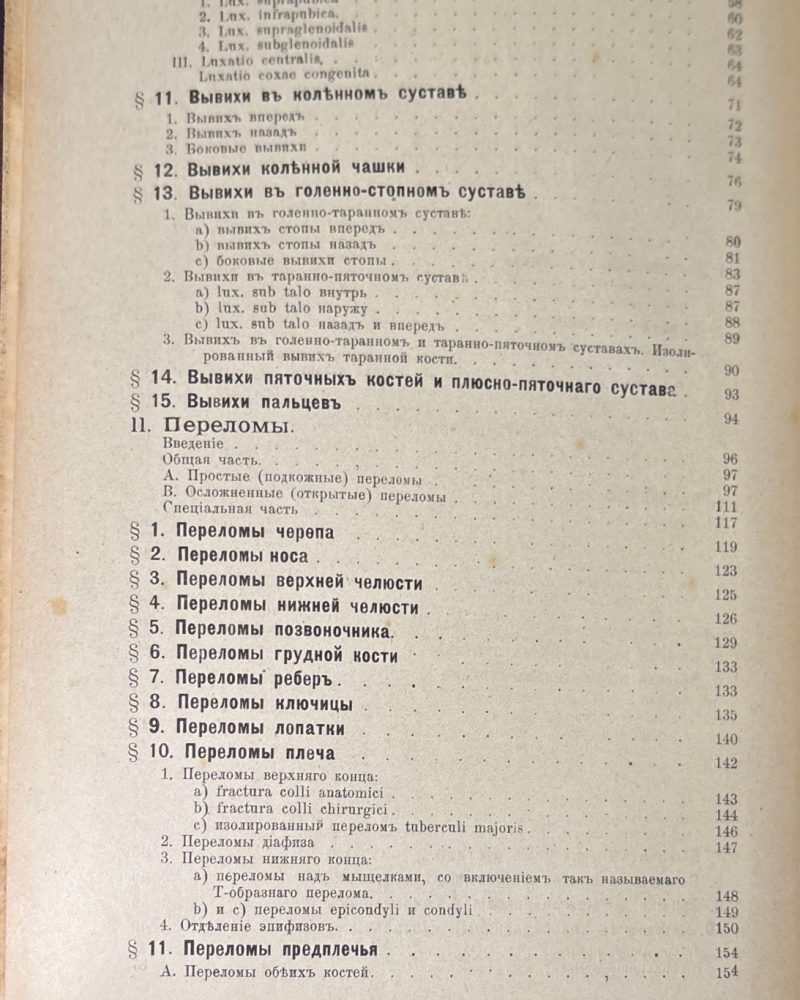 1. Lux. suprapubica 58
2. Lux. infrapubica. 60
3. Lux. supraglenoidalis 62
4. Lux. subglenoidalis 63
III. Luxatio centralis, 64
Luxatio coxae congenita 64
§ 11. Вывихи въ колѣнномъ суставѣ 71
1. Вывихъ впередъ 72
2. Вывихъ назадъ 73
3. Боковые вывихи 74
§ 12. Вывихи колѣнной чашки 76
§ 13. Вывихи въ голенно-стопномъ суставѣ 79
1. Вывихи въ голенно-таранномъ суставѣ:
a) вывихъ стопы впередъ 80
b) вывихъ стопы назадъ 81
c) боковые вывихи стопы 83
2. Вывихи въ таранно-пяточномъ суставѣ 87
a) lux. sub talo внутрь 87
b) lux. sub talo наружу 88
c) lux. sub talo назадъ и впередъ 89
3. Вывихъ въ голенно-таранномъ и таранно-пяточномъ суставахъ. Изоли-
рованный вывихъ таранной кости. 90
§ 14. Вывихи пяточныхъ костей и плюсно-пяточнаго сустава 93
§ 15. Вывихи пальцевъ 94
II. Переломы.
Введеніе 96
Общая часть. 97
A. Простые (подкожные) переломы 97
B. Осложненные (открытые) переломы 111
Спеціальная часть 117
§ 1. Переломы черепа 119
§ 2. Переломы носа 123
§ 3. Переломы верхней челюсти 125
§ 4. Переломы нижней челюсти 126
§ 5. Переломы позвоночника. 129
§ 6. Переломы грудной кости 133
§ 7. Переломы реберъ 133
§ 8. Переломы ключицы 135
§ 9. Переломы лопатки 140
§ 10. Переломы плеча 142
1. Переломы верхняго конца:
a) fractura colli anatomici 143
b) fractura colli chirurgici 144
c) изолированный переломъ tuberculi majoris 146
2. Переломы діафиза 147
3. Переломы нижняго конца:
a) переломы надъ мыщелками, со включеніемъ такъ называемаго
Т-образнаго перелома. 148
b) и c) переломы epicondyli и condyli 149
4. Отдѣленіе эпифизовъ. 150
§ 11. Переломы предплечья 154
A. Переломы обѣихъ костей. 154